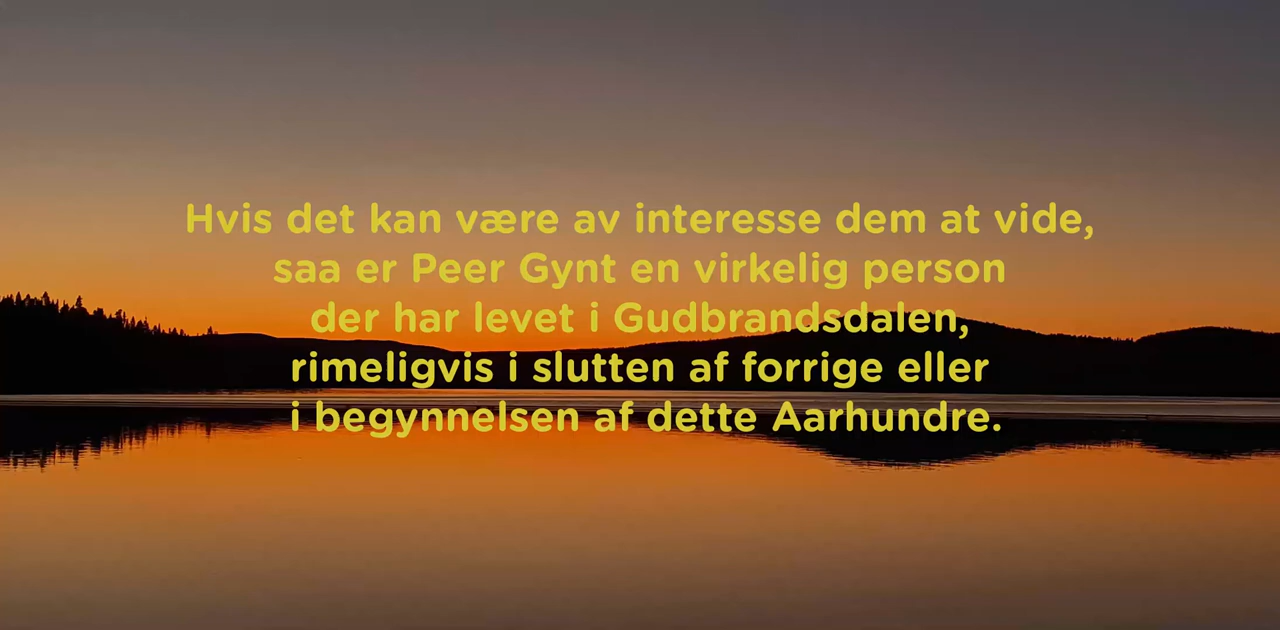 Hvis det kan være av interesse dem at vide,
saa er Peer Gynt en virkelig person
der har levet i Gudbrandsdalen,
rimeligvis i slutten af forrige eller
i begynnelsen af dette Aarhundre.